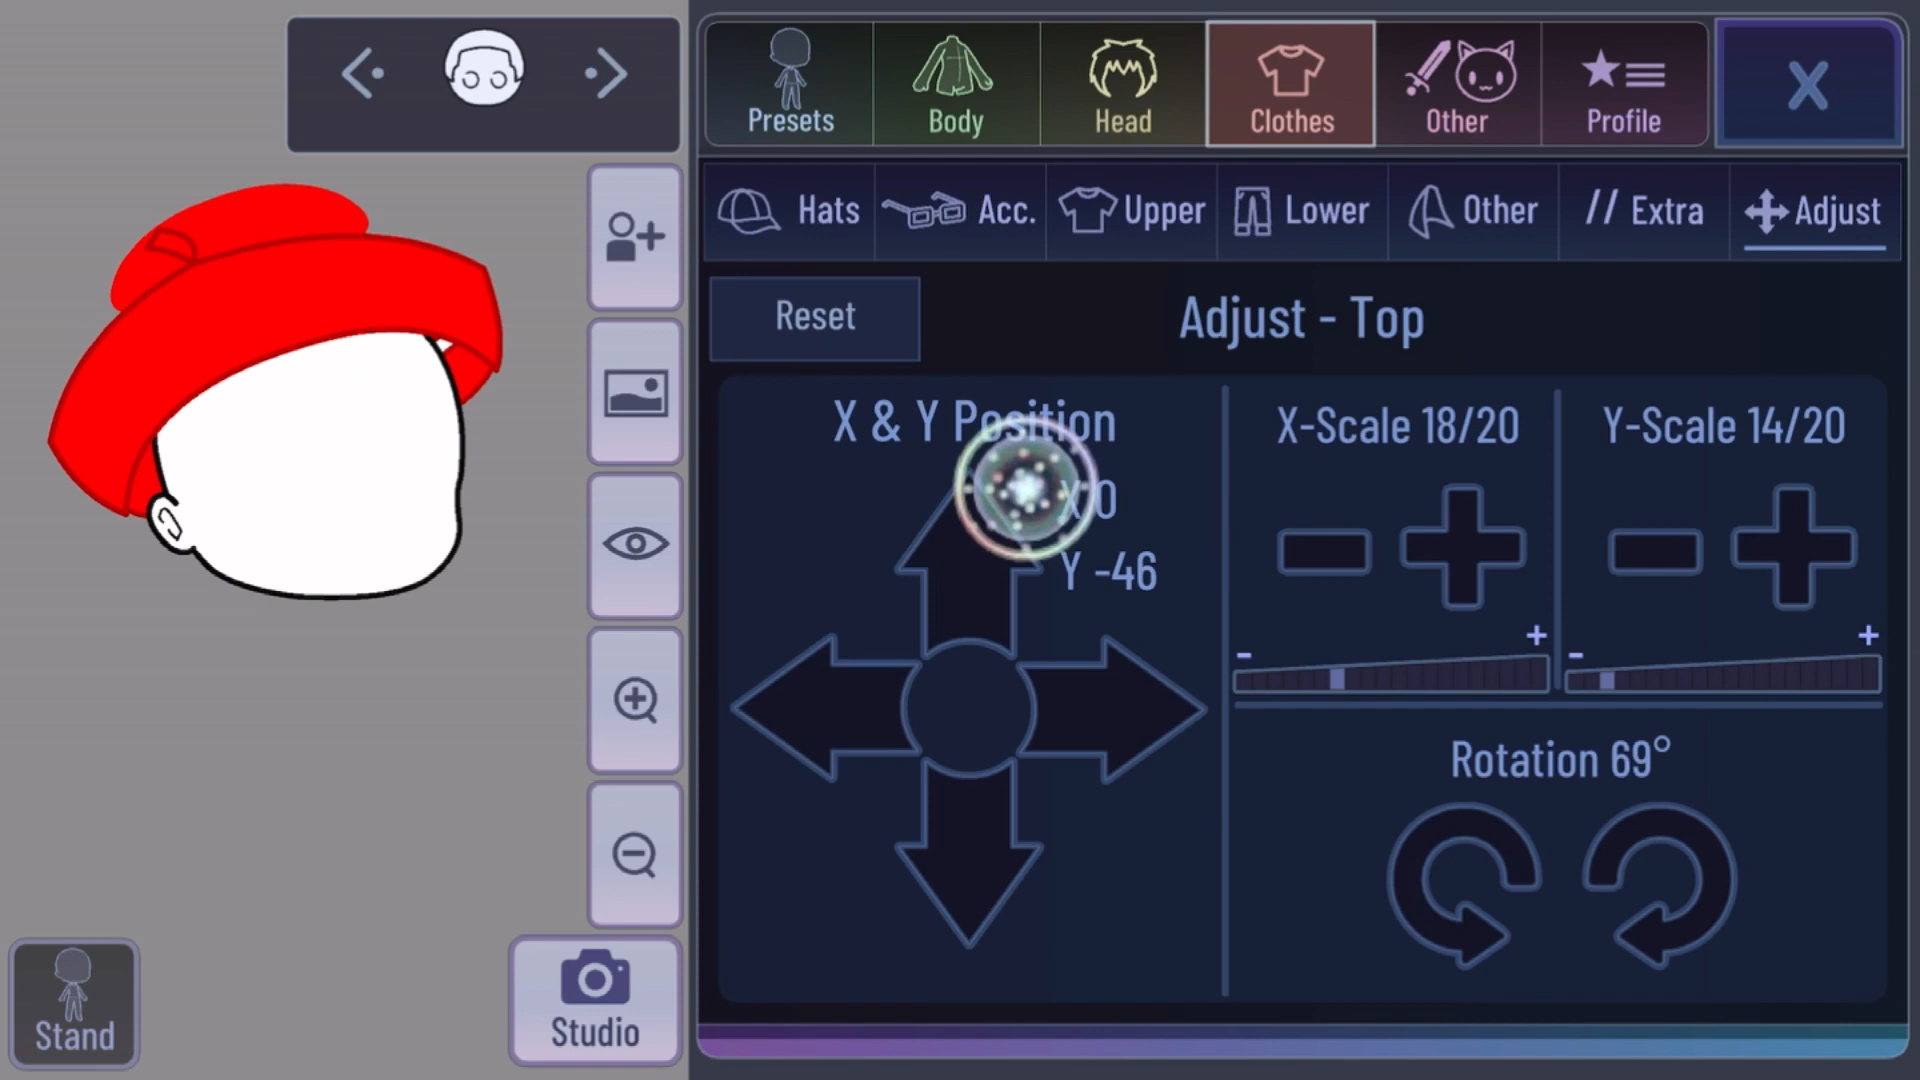 Presets
Body
Head
Clothes
Other
Profile
X
Hats
Acc.
Upper
Lower
Other
// Extra
Adjust
Reset
Adjust - Top
X & Y Position
X 0
Y -46
X-Scale 18/20
Y-Scale 14/20
- +
- +
Rotation 69°
Stand
Studio